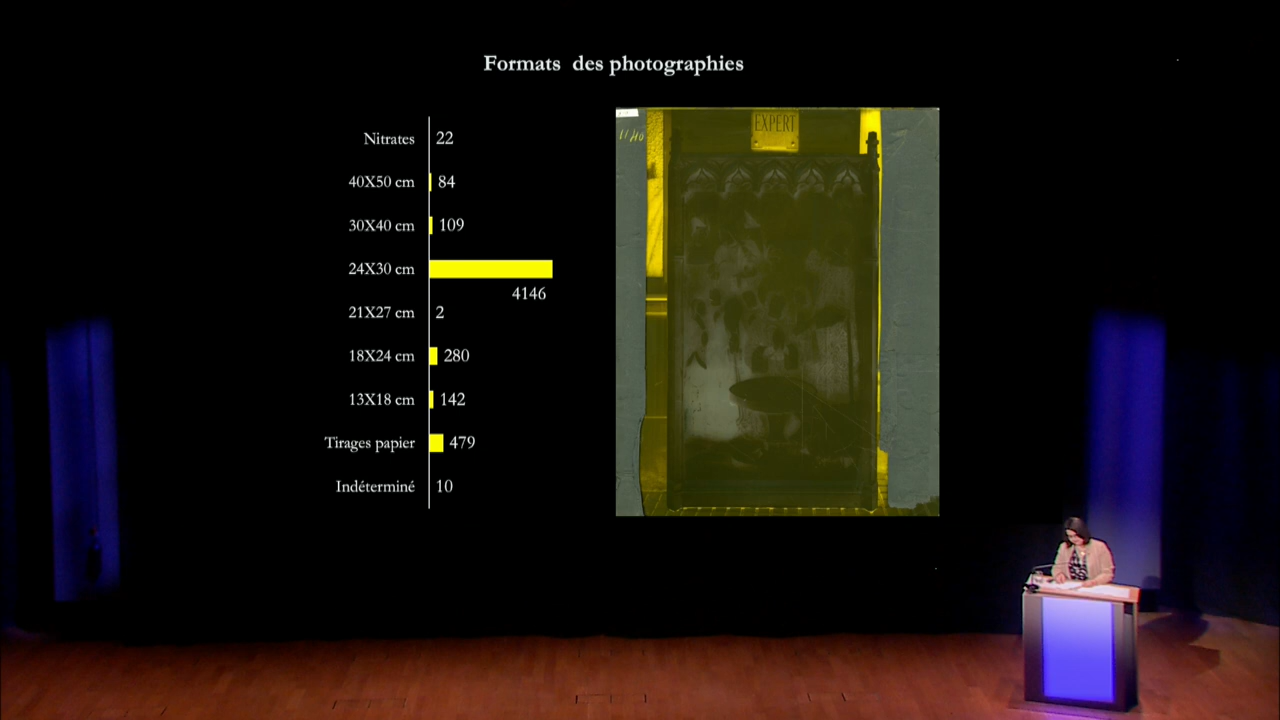 Formats des photographies
Nitrates 22
40X50 cm 84
30X40 cm 109
24X30 cm
4146
21X27 cm 2
18X24 cm 280
13X18 cm 142
Tirages papier 479
Indéterminé 10
EXPERT